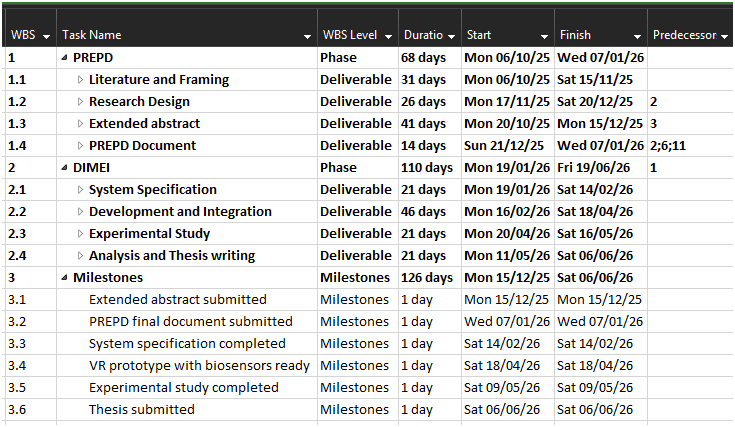 WBS Task Name WBS Level Duratio Start Finish Predecessor
1 PREPD Phase 68 days Mon 06/10/25 Wed 07/01/26
1.1 Literature and Framing Deliverable 31 days Mon 06/10/25 Sat 15/11/25
1.2 Research Design Deliverable 26 days Mon 17/11/25 Sat 20/12/25 2
1.3 Extended abstract Deliverable 41 days Mon 20/10/25 Mon 15/12/25 3
1.4 PREPD Document Deliverable 14 days Sun 21/12/25 Wed 07/01/26 2;6;11
2 DIMEI Phase 110 days Mon 19/01/26 Fri 19/06/26 1
2.1 System Specification Deliverable 21 days Mon 19/01/26 Sat 14/02/26
2.2 Development and Integration Deliverable 46 days Mon 16/02/26 Sat 18/04/26
2.3 Experimental Study Deliverable 21 days Mon 20/04/26 Sat 16/05/26
2.4 Analysis and Thesis writing Deliverable 21 days Mon 11/05/26 Sat 06/06/26
3 Milestones Milestones 126 days Mon 15/12/25 Sat 06/06/26
3.1 Extended abstract submitted Milestones 1 day Mon 15/12/25 Mon 15/12/25
3.2 PREPD final document submitted Milestones 1 day Wed 07/01/26 Wed 07/01/26
3.3 System specification completed Milestones 1 day Sat 14/02/26 Sat 14/02/26
3.4 VR prototype with biosensors ready Milestones 1 day Sat 18/04/26 Sat 18/04/26
3.5 Experimental study completed Milestones 1 day Sat 09/05/26 Sat 09/05/26
3.6 Thesis submitted Milestones 1 day Sat 06/06/26 Sat 06/06/26